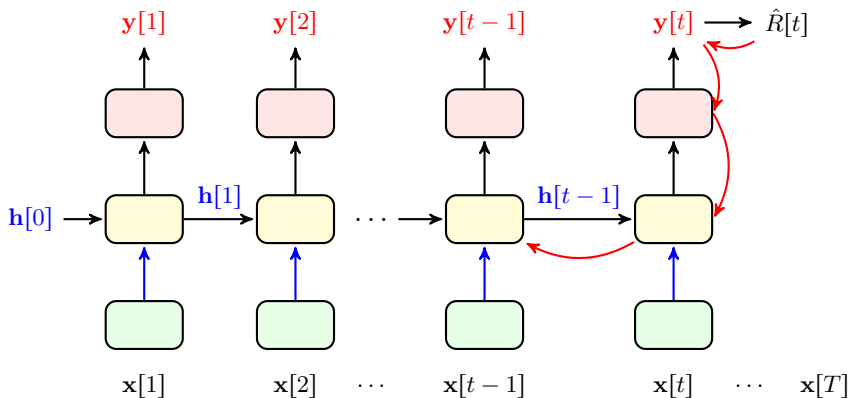 𝐲[1] 𝐲[2] 𝐲[t−1] 𝐲[t] R̂[t]
𝐡[1] 𝐡[t−1]
𝐡[0] ···
𝐱[1] 𝐱[2] ··· 𝐱[t−1] 𝐱[t] ··· 𝐱[T]